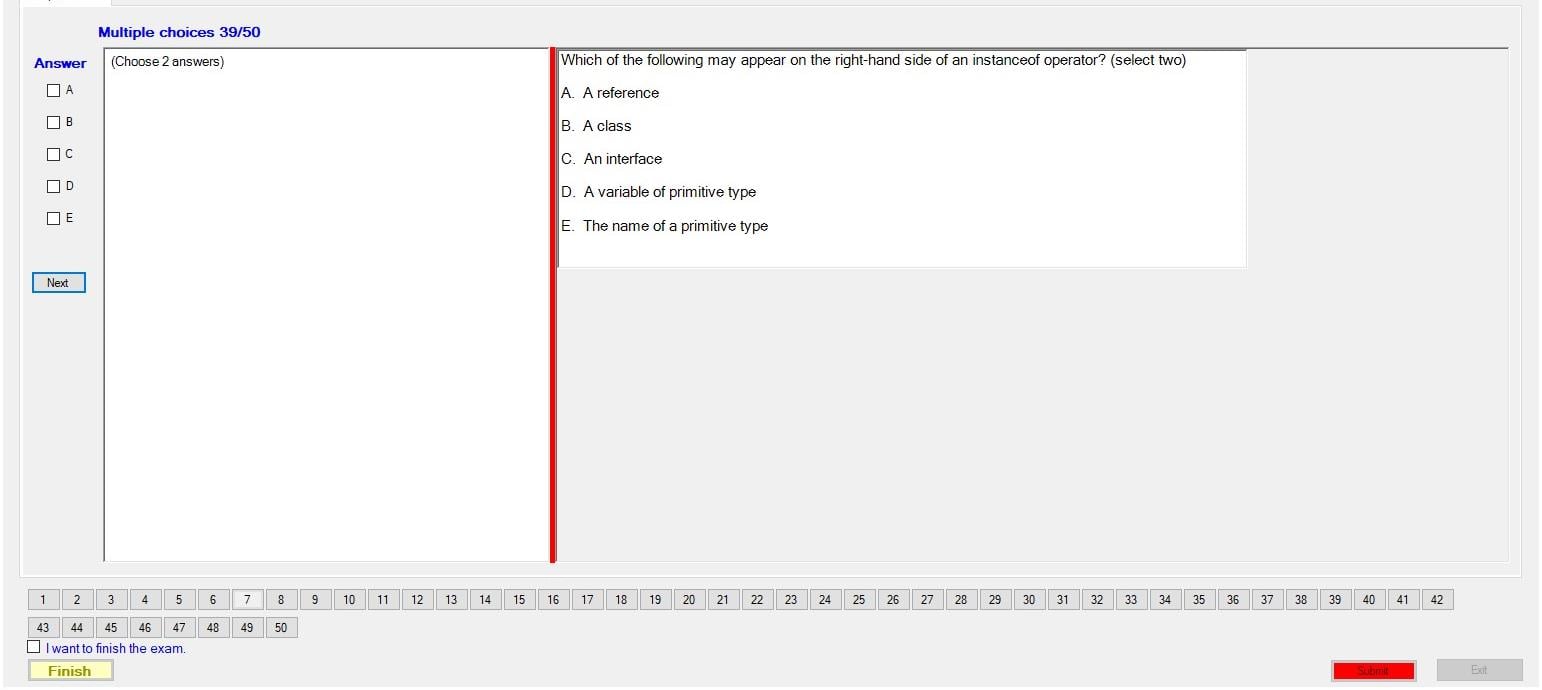 Multiple choices 39/50
Answer
(Choose 2 answers)
A
B
C
D
E
Next
Which of the following may appear on the right-hand side of an instanceof operator? (select two)
A. A reference
B. A class
C. An interface
D. A variable of primitive type
E. The name of a primitive type
1 2 3 4 5 6 7 8 9 10 11 12 13 14 15 16 17 18 19 20 21 22 23 24 25 26 27 28 29 30 31 32 33 34 35 36 37 38 39 40 41 42
43 44 45 46 47 48 49 50
I want to finish the exam.
Finish
Submit
Exit